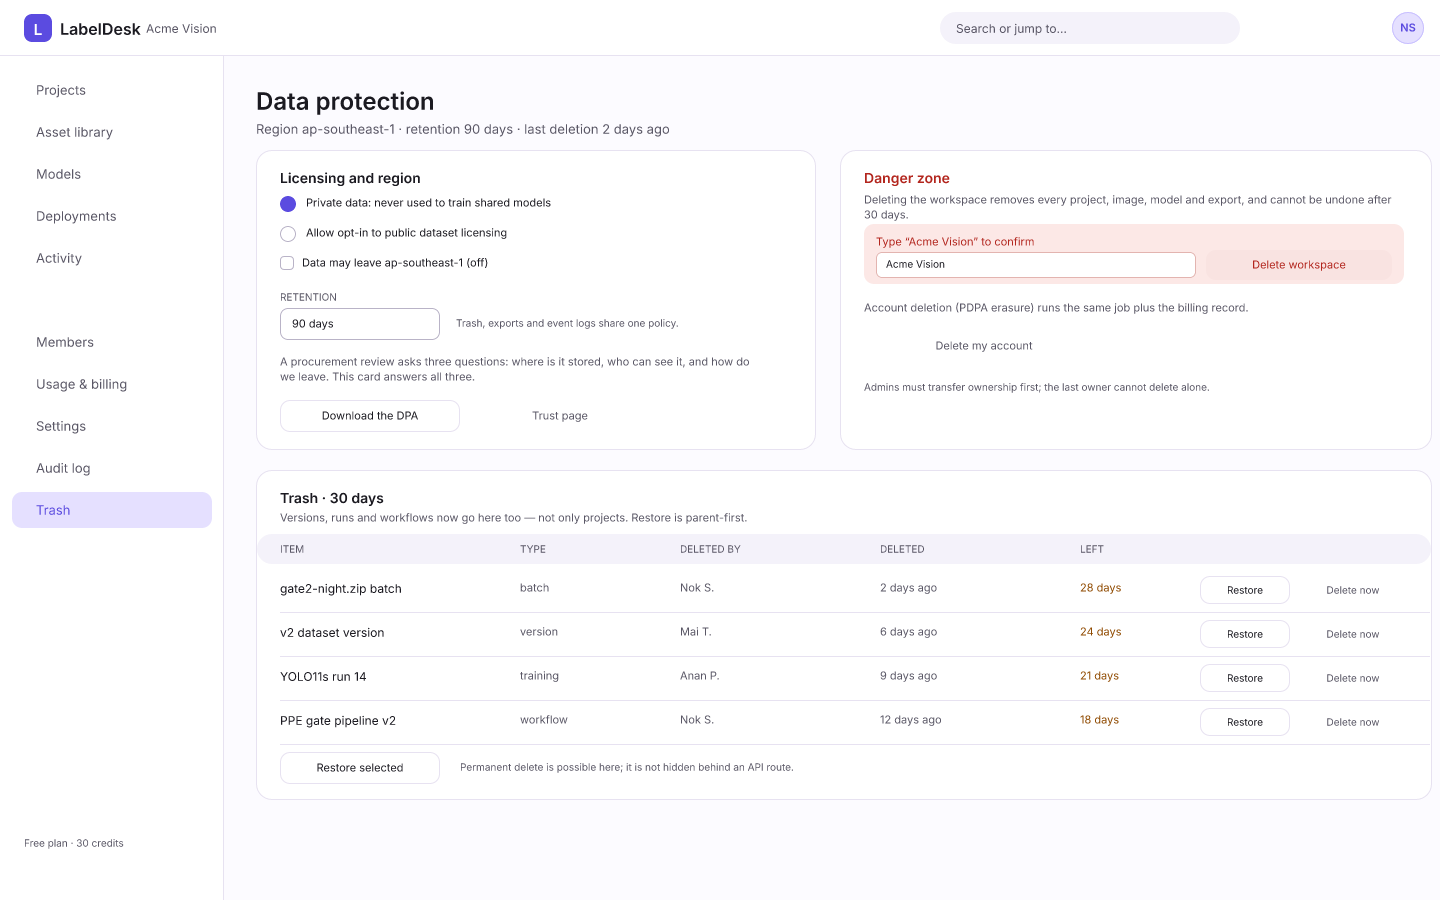 L LabelDesk Acme Vision
Search or jump to...
NS
Projects
Asset library
Models
Deployments
Activity
Members
Usage & billing
Settings
Audit log
Trash
Free plan · 30 credits
Data protection
Region ap-southeast-1 · retention 90 days · last deletion 2 days ago
Licensing and region
Private data: never used to train shared models
Allow opt-in to public dataset licensing
Data may leave ap-southeast-1 (off)
RETENTION
90 days
Trash, exports and event logs share one policy.
A procurement review asks three questions: where is it stored, who can see it, and how do
we leave. This card answers all three.
Download the DPA
Trust page
Danger zone
Deleting the workspace removes every project, image, model and export, and cannot be undone after
30 days.
Type “Acme Vision” to confirm
Acme Vision
Delete workspace
Account deletion (PDPA erasure) runs the same job plus the billing record.
Delete my account
Admins must transfer ownership first; the last owner cannot delete alone.
Trash · 30 days
Versions, runs and workflows now go here too — not only projects. Restore is parent-first.
ITEM TYPE DELETED BY DELETED LEFT
gate2-night.zip batch batch Nok S. 2 days ago 28 days Restore Delete now
v2 dataset version version Mai T. 6 days ago 24 days Restore Delete now
YOLO11s run 14 training Anan P. 9 days ago 21 days Restore Delete now
PPE gate pipeline v2 workflow Nok S. 12 days ago 18 days Restore Delete now
Restore selected
Permanent delete is possible here; it is not hidden behind an API route.